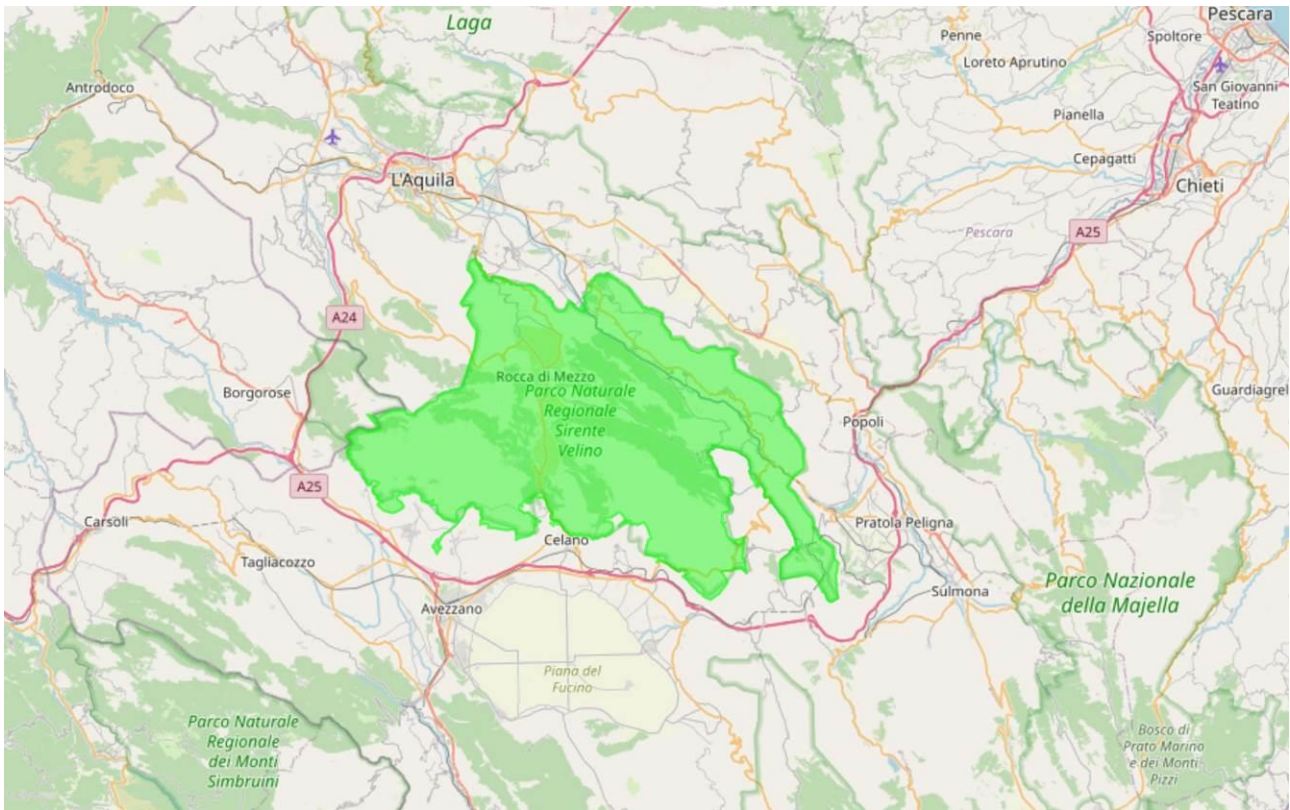 Laga
Pescara
Penne
Spoltore
Loreto Aprutino
Antrodoco
San Giovanni
Teatino
Pianella
Cepagatti
L'Aquila
Chieti
Pescara
A25
A24
Rocca di Mezzo
Parco Naturale
Regionale
Sirente
Velino
Borgorose
Guardiagrel
Popoli
A25
Carsoli
Pratola Peligna
Celano
Tagliacozzo
Sulmona
Parco Nazionale
della Majella
Avezzano
Piana del
Fucino
Parco Naturale
Regionale
dei Monti
Simbruini
Bosco di
Prato Marino
e dei Monti
Pizzi